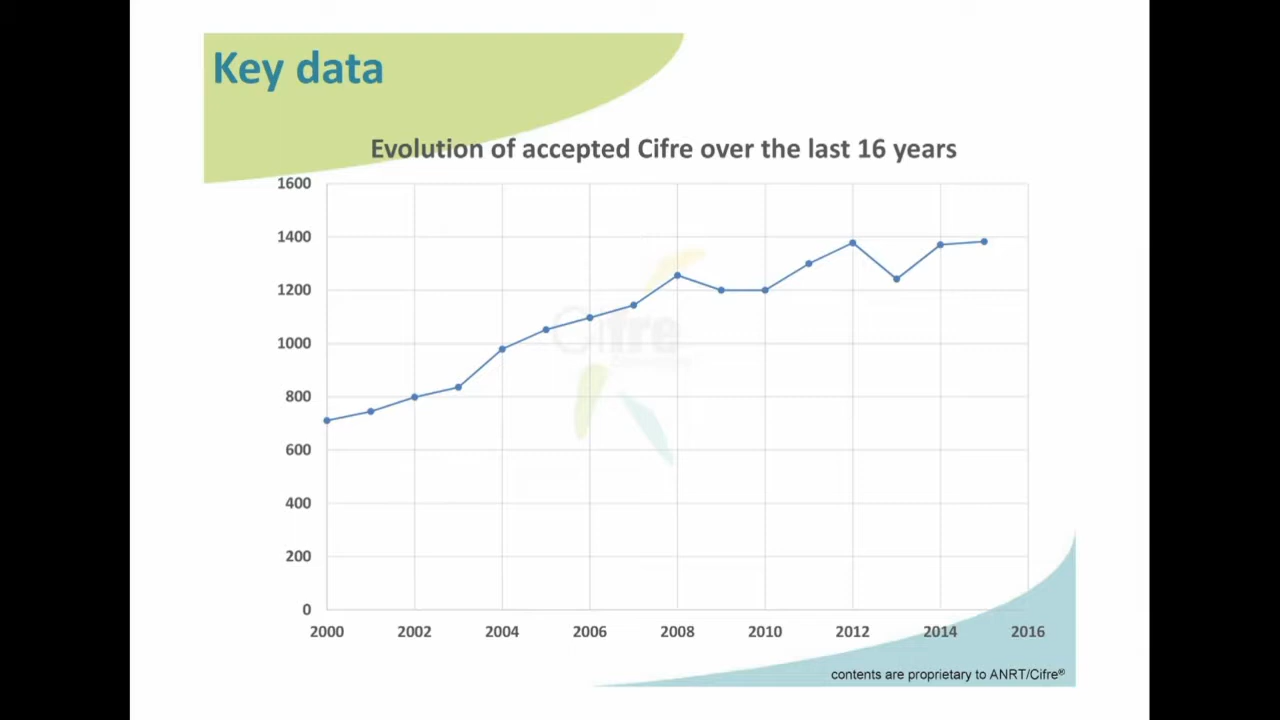 Key data
Evolution of accepted Cifre over the last 16 years
1600
1400
1200
1000
800
600
400
200
0
2000 2002 2004 2006 2008 2010 2012 2014 2016
Cifre
contents are proprietary to ANRT/Cifre®